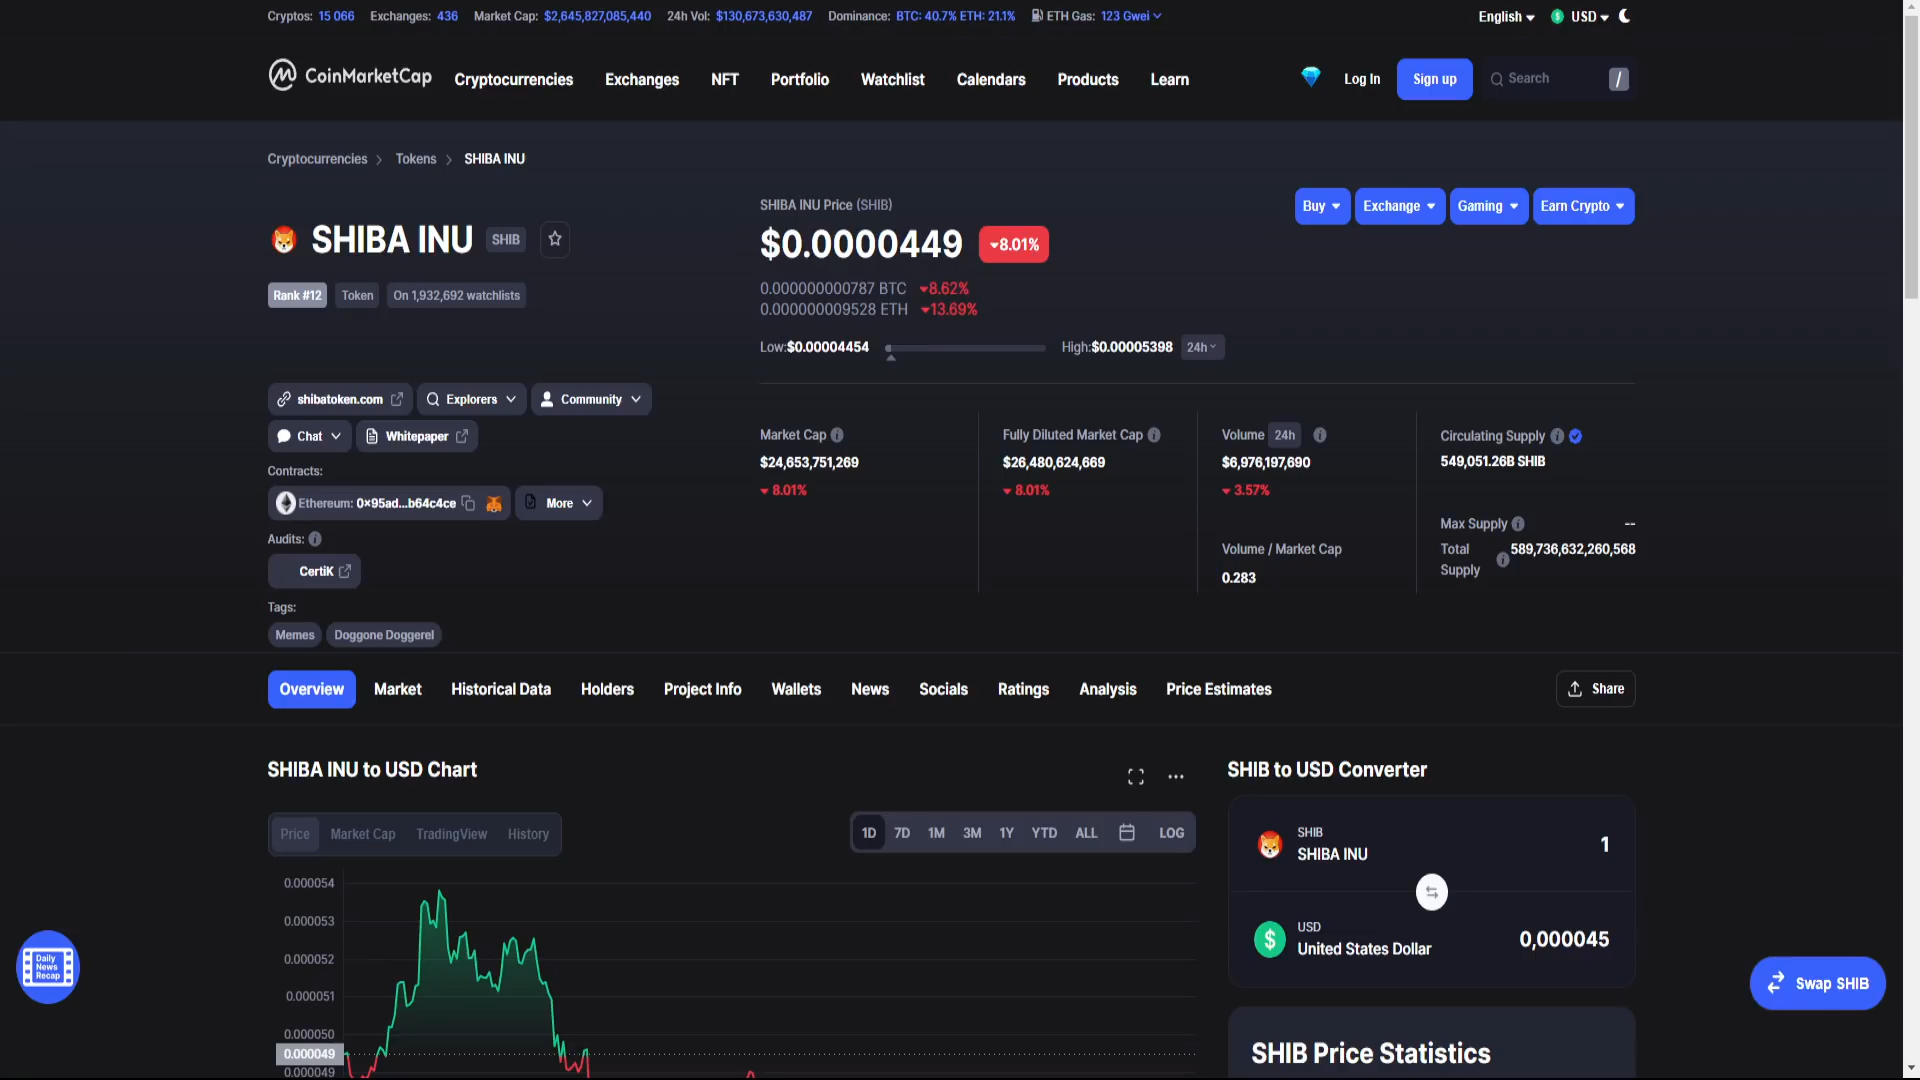 Cryptos: 15 066 Exchanges: 436 Market Cap: $2,645,827,085,440 24h Vol: $130,673,630,487 Dominance: BTC: 40.7% ETH: 21.1% ETH Gas: 123 Gwei
English USD
CoinMarketCap Cryptocurrencies Exchanges NFT Portfolio Watchlist Calendars Products Learn Log In Sign up Search /
Cryptocurrencies > Tokens > SHIBA INU
SHIBA INU SHIB
Rank #12 Token On 1,932,692 watchlists
SHIBA INU Price (SHIB)
$0.0000449 8.01%
0.000000000787 BTC 8.62%
0.000000009528 ETH 13.69%
Low:$0.00004454 High:$0.00005398 24h
Buy Exchange Gaming Earn Crypto
shibatoken.com Explorers Community
Chat Whitepaper
Contracts:
Ethereum: 0x95ad...b64c4ce More
Audits:
CertiK
Tags:
Memes Doggone Doggerel
Market Cap
$24,653,751,269
8.01%
Fully Diluted Market Cap
$26,480,624,669
8.01%
Volume 24h
$6,976,197,690
3.57%
Volume / Market Cap
0.283
Circulating Supply
549,051.26B SHIB
Max Supply --
Total Supply 589,736,632,260,568
Overview Market Historical Data Holders Project Info Wallets News Socials Ratings Analysis Price Estimates Share
SHIBA INU to USD Chart
Price Market Cap TradingView History
1D 7D 1M 3M 1Y YTD ALL LOG
0.000054
0.000053
0.000052
0.000051
0.000050
0.000049
0.000049
SHIB to USD Converter
SHIB
SHIBA INU 1
USD
United States Dollar 0,000045
SHIB Price Statistics
Daily
News
Recap
Swap SHIB